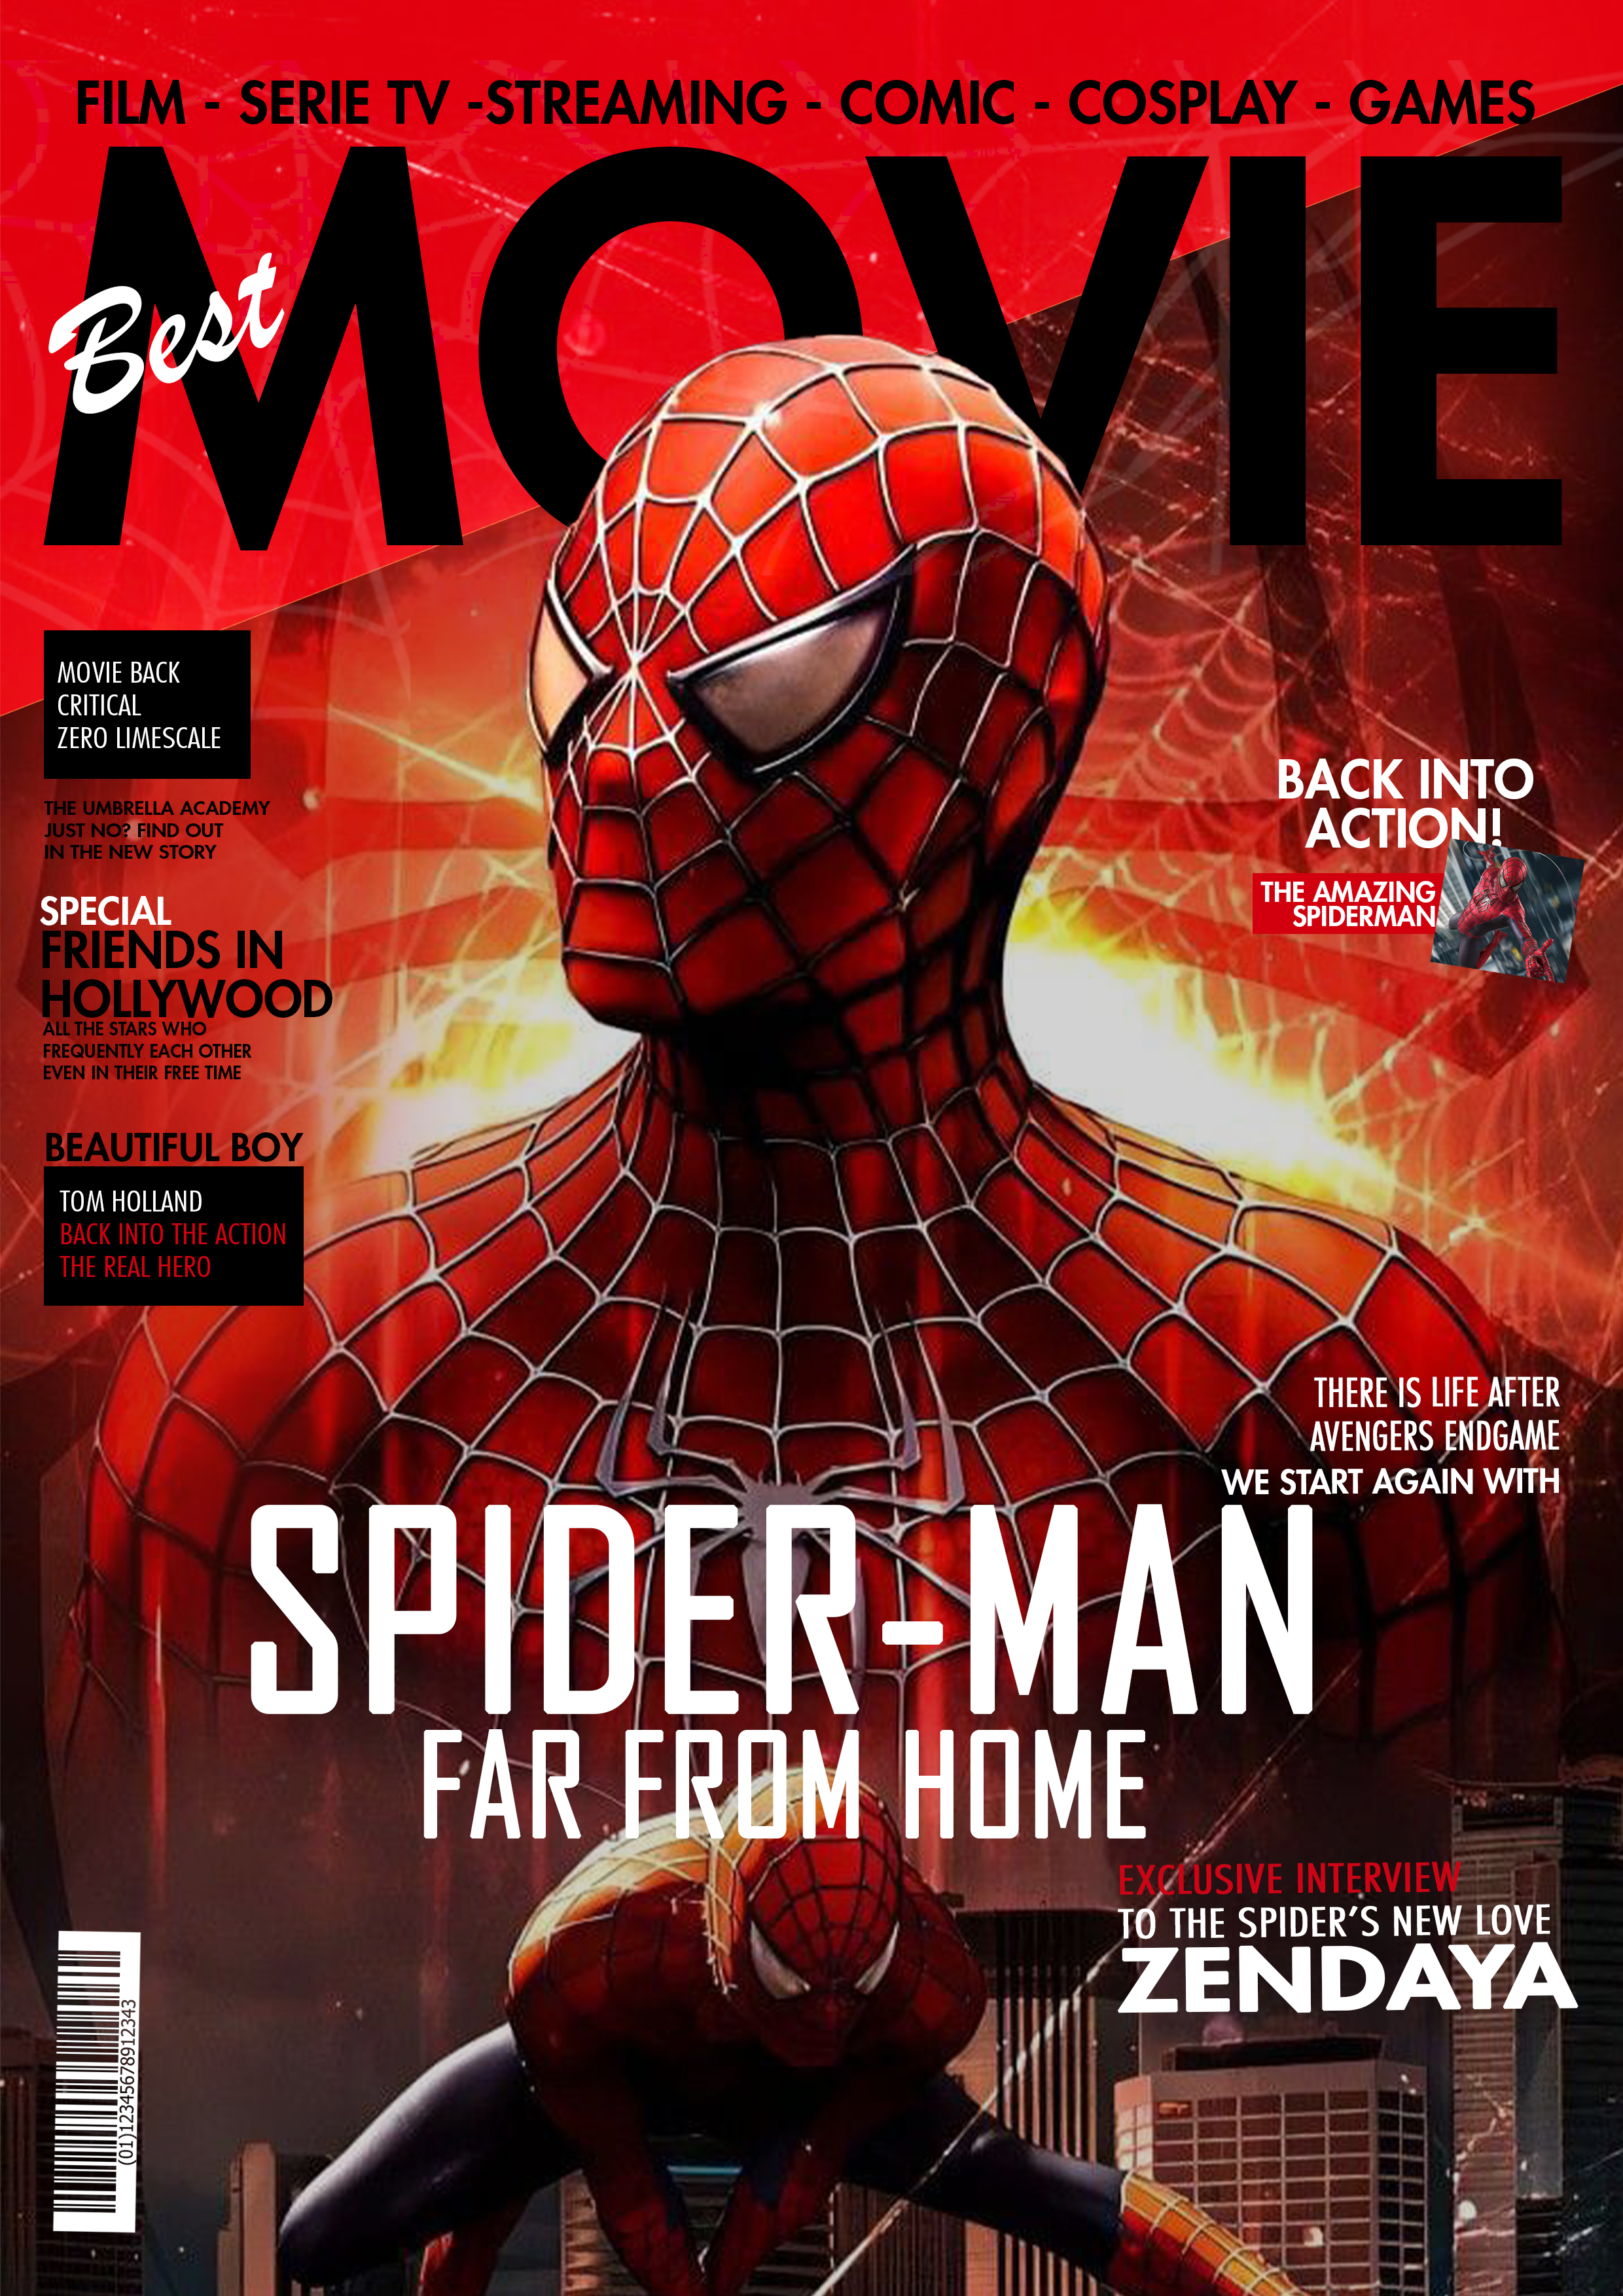 FILM - SERIE TV -STREAMING - COMIC - COSPLAY - GAMES
Best
MOVIE
MOVIE BACK
CRITICAL
ZERO LIMESCALE
THE UMBRELLA ACADEMY
JUST NO? FIND OUT
IN THE NEW STORY
SPECIAL
FRIENDS IN
HOLLYWOOD
ALL THE STARS WHO
FREQUENTLY EACH OTHER
EVEN IN THEIR FREE TIME
BEAUTIFUL BOY
TOM HOLLAND
BACK INTO THE ACTION
THE REAL HERO
BACK INTO
ACTION!
THE AMAZING
SPIDERMAN
THERE IS LIFE AFTER
AVENGERS ENDGAME
WE START AGAIN WITH
SPIDER-MAN
FAR FROM HOME
EXCLUSIVE INTERVIEW
TO THE SPIDER'S NEW LOVE
ZENDAYA
(01)12345678912343